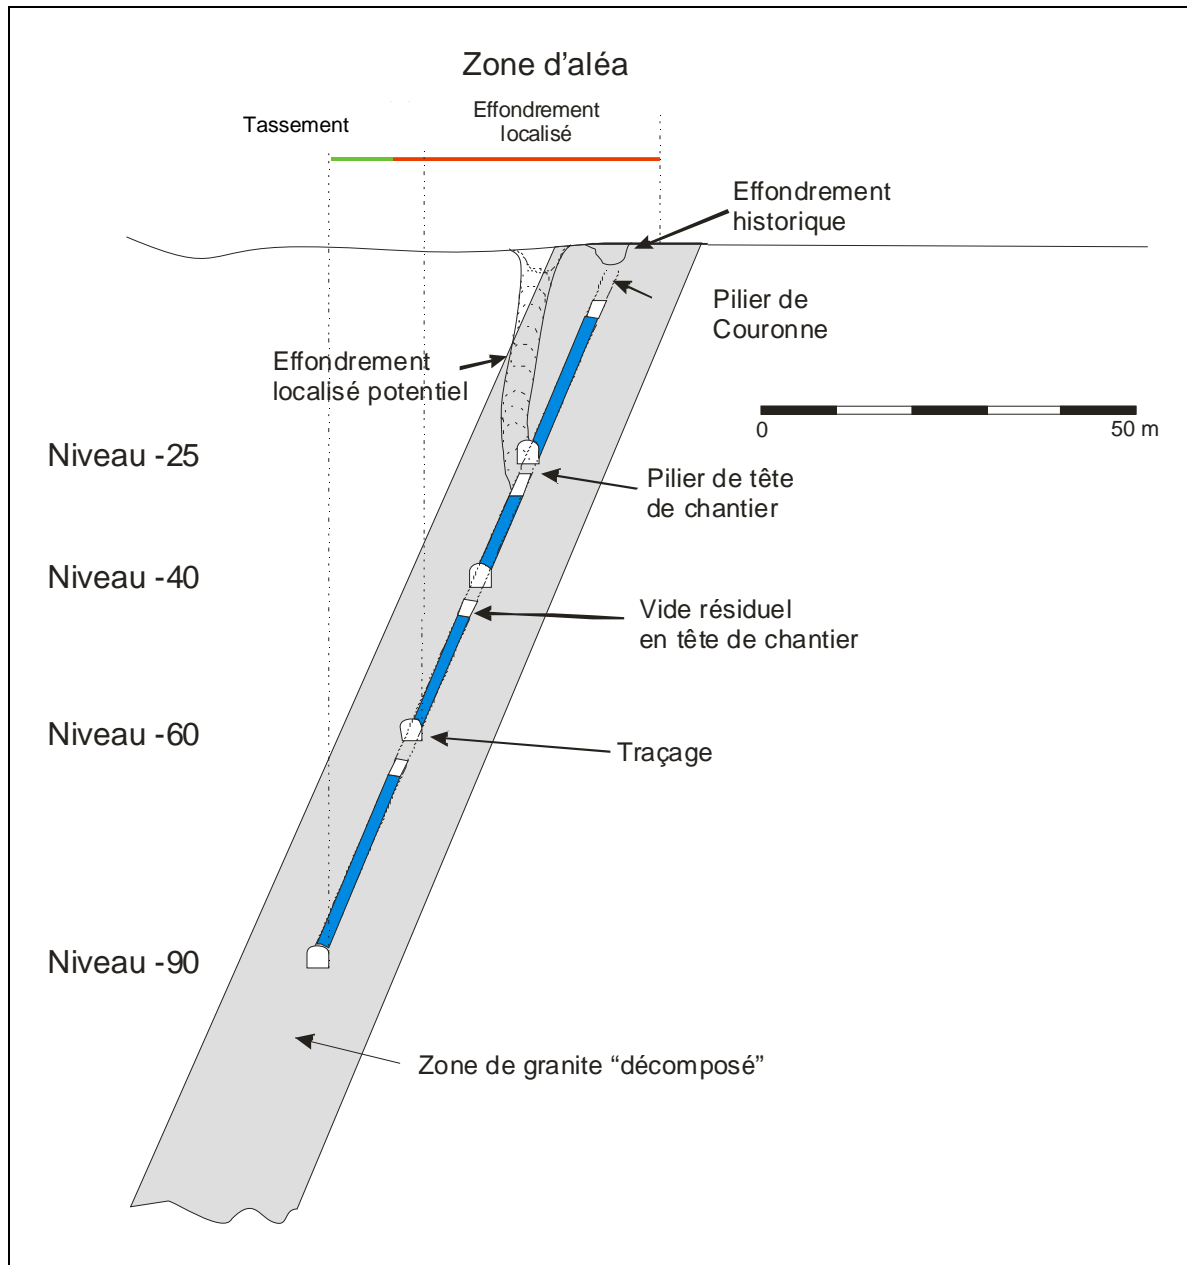 Zone d'aléa
Effondrement
localisé
Tassement
Effondrement
historique
Pilier de
Couronne
Effondrement
localisé potentiel
0
50 m
Niveau -25
Pilier de tête
de chantier
Niveau -40
Vide résiduel
en tête de chantier
Niveau -60
Traçage
Niveau -90
Zone de granite “décomposé”